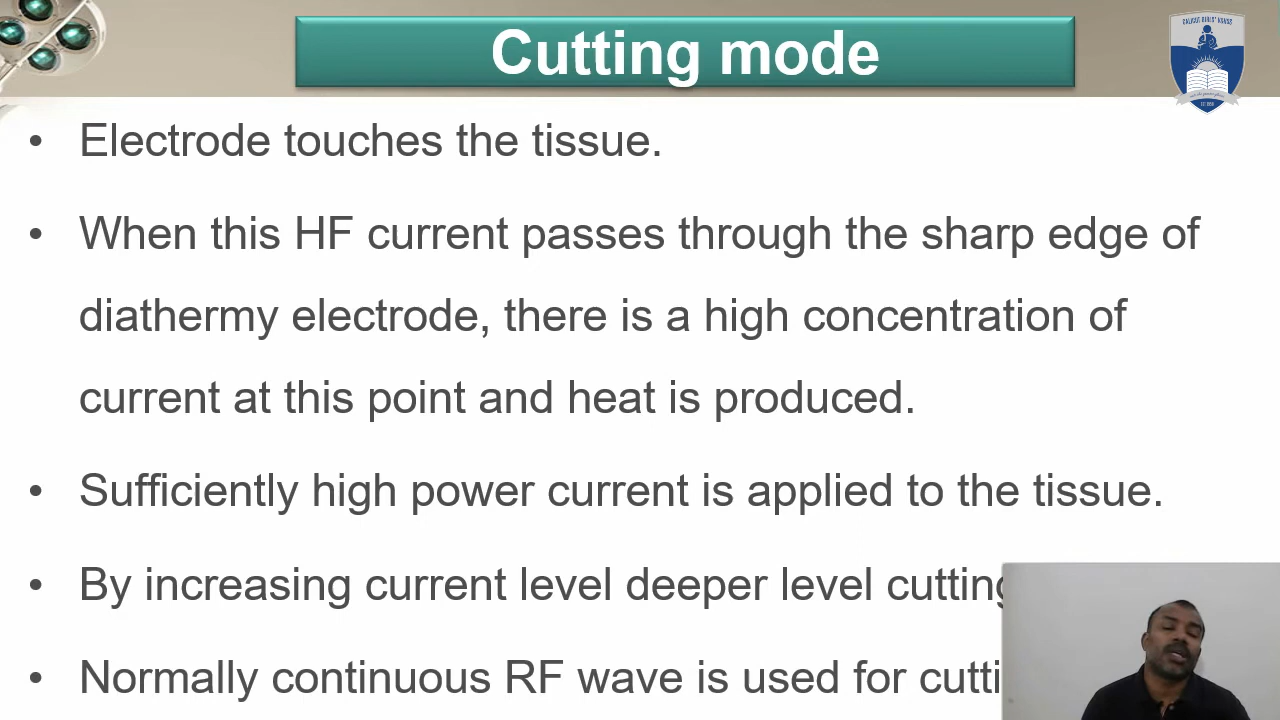 Cutting mode
• Electrode touches the tissue.
• When this HF current passes through the sharp edge of
diathermy electrode, there is a high concentration of
current at this point and heat is produced.
• Sufficiently high power current is applied to the tissue.
• By increasing current level deeper level cutting
• Normally continuous RF wave is used for cutti